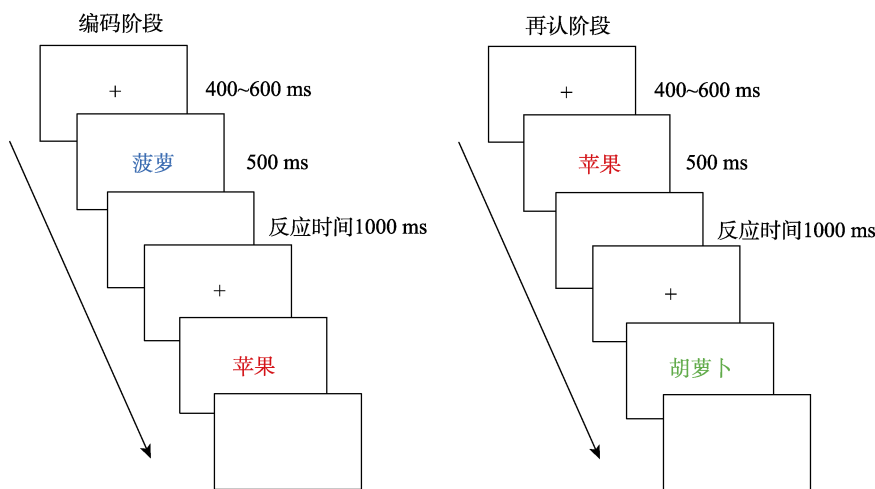 编码阶段
+
400~600 ms
菠萝
500 ms
反应时间1000 ms
+
苹果
再认阶段
+
400~600 ms
苹果
500 ms
反应时间1000 ms
+
胡萝卜